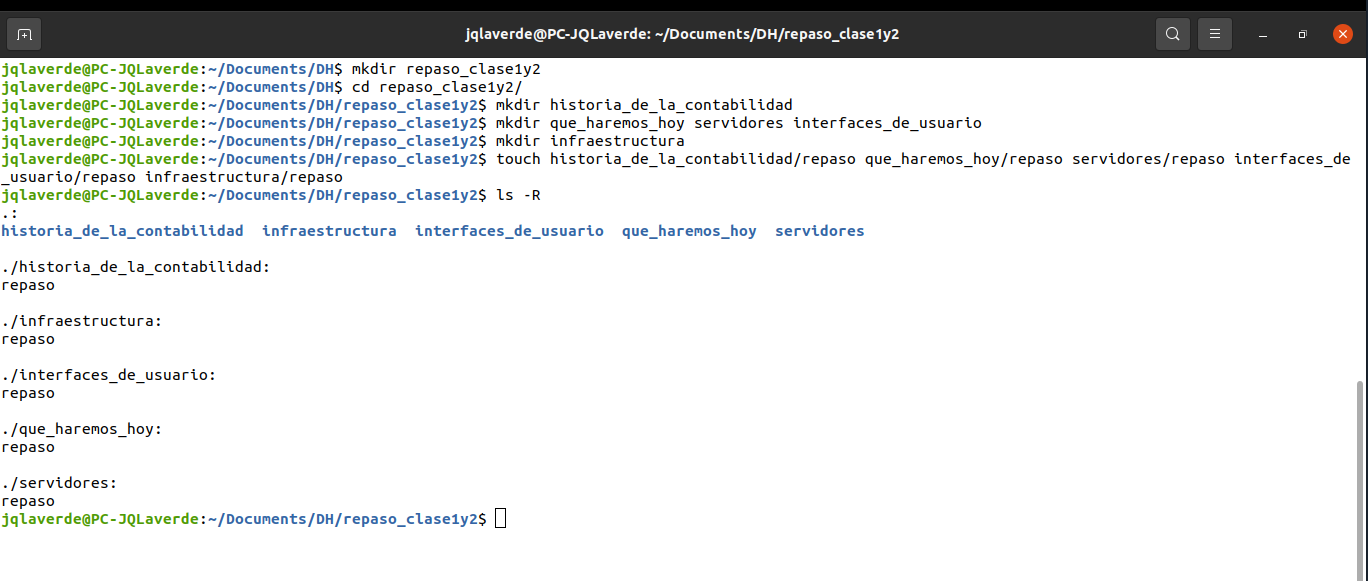 jqlaverde@PC-JQLaverde: ~/Documents/DH/repaso_clase1y2
jqlaverde@PC-JQLaverde:~/Documents/DH$ mkdir repaso_clase1y2
jqlaverde@PC-JQLaverde:~/Documents/DH$ cd repaso_clase1y2/
jqlaverde@PC-JQLaverde:~/Documents/DH/repaso_clase1y2$ mkdir historia_de_la_contabilidad
jqlaverde@PC-JQLaverde:~/Documents/DH/repaso_clase1y2$ mkdir que_haremos_hoy servidores interfaces_de_usuario
jqlaverde@PC-JQLaverde:~/Documents/DH/repaso_clase1y2$ mkdir infraestructura
jqlaverde@PC-JQLaverde:~/Documents/DH/repaso_clase1y2$ touch historia_de_la_contabilidad/repaso que_haremos_hoy/repaso servidores/repaso interfaces_de
_usuario/repaso infraestructura/repaso
jqlaverde@PC-JQLaverde:~/Documents/DH/repaso_clase1y2$ ls -R
.:
historia_de_la_contabilidad  infraestructura  interfaces_de_usuario  que_haremos_hoy  servidores
./historia_de_la_contabilidad:
repaso
./infraestructura:
repaso
./interfaces_de_usuario:
repaso
./que_haremos_hoy:
repaso
./servidores:
repaso
jqlaverde@PC-JQLaverde:~/Documents/DH/repaso_clase1y2$